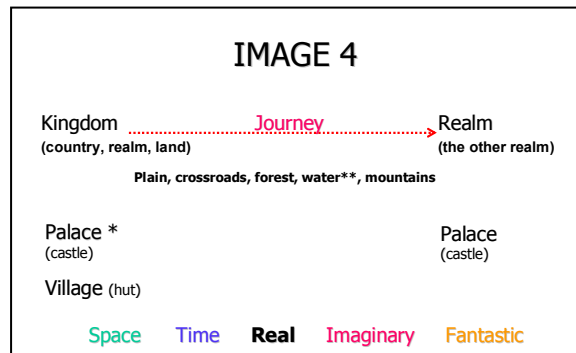 IMAGE 4
Kingdom Journey Realm
(country, realm, land) (the other realm)
Plain, crossroads, forest, water**, mountains
Palace * Palace
(castle) (castle)
Village (hut)
Space Time Real Imaginary Fantastic